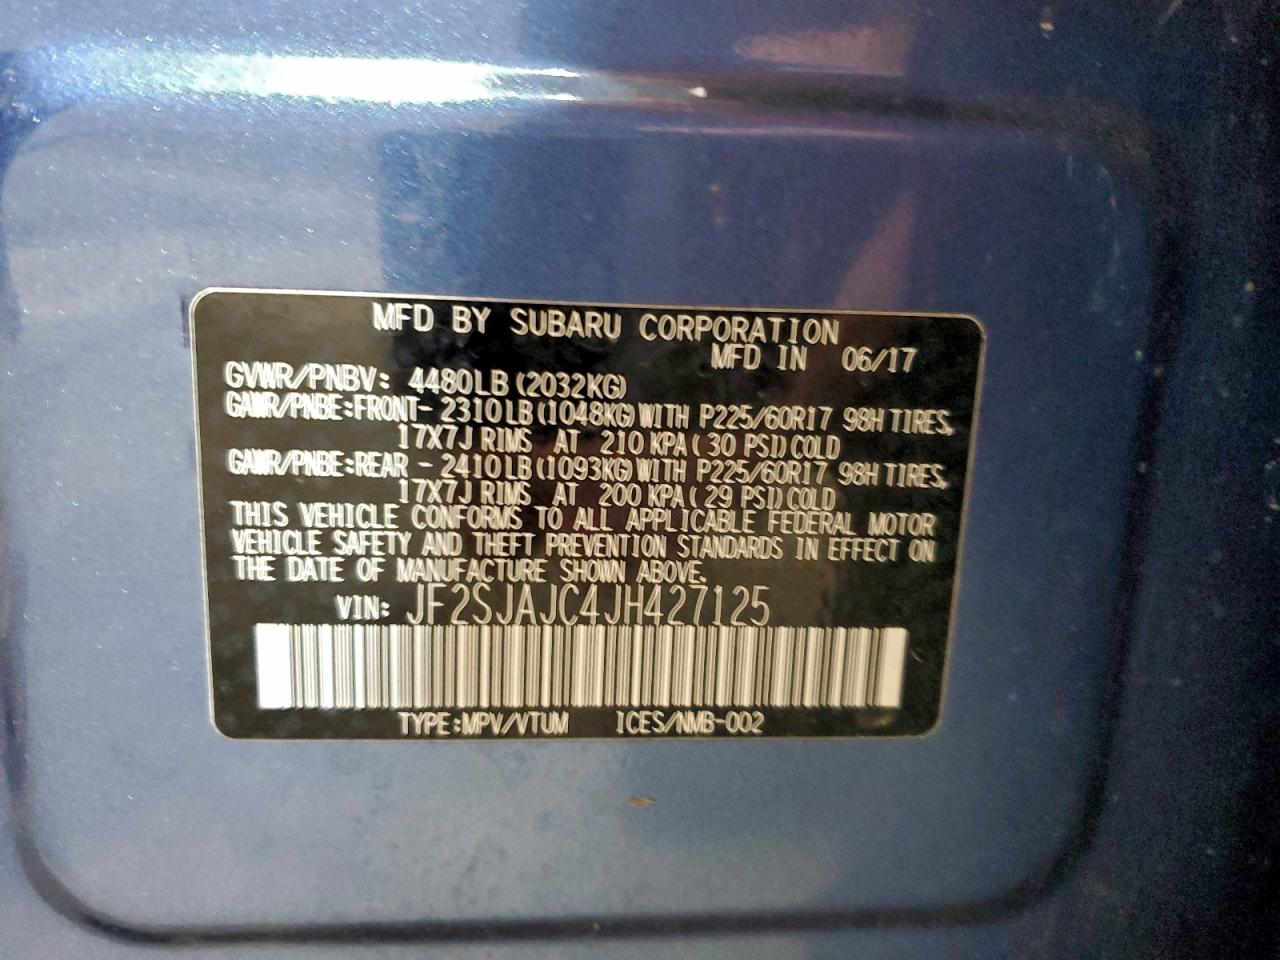 MFD BY SUBARU CORPORATION
MFD IN 06/17
GVWR/PNBV: 4480LB (2032KG)
GAWR/PNBE:FRONT- 2310LB (1048KG) WITH P225/60R17 98H TIRES,
17X7J RIMS AT 210 KPA ( 30 PSI) COLD
GAWR/PNBE:REAR - 2410LB (1093KG) WITH P225/60R17 98H TIRES,
17X7J RIMS AT 200 KPA ( 29 PSI) COLD
THIS VEHICLE CONFORMS TO ALL APPLICABLE FEDERAL MOTOR
VEHICLE SAFETY AND THEFT PREVENTION STANDARDS IN EFFECT ON
THE DATE OF MANUFACTURE SHOWN ABOVE.
VIN: JF2SJAJC4JH427125
TYPE:MPV/VTUM ICES/NMB-002